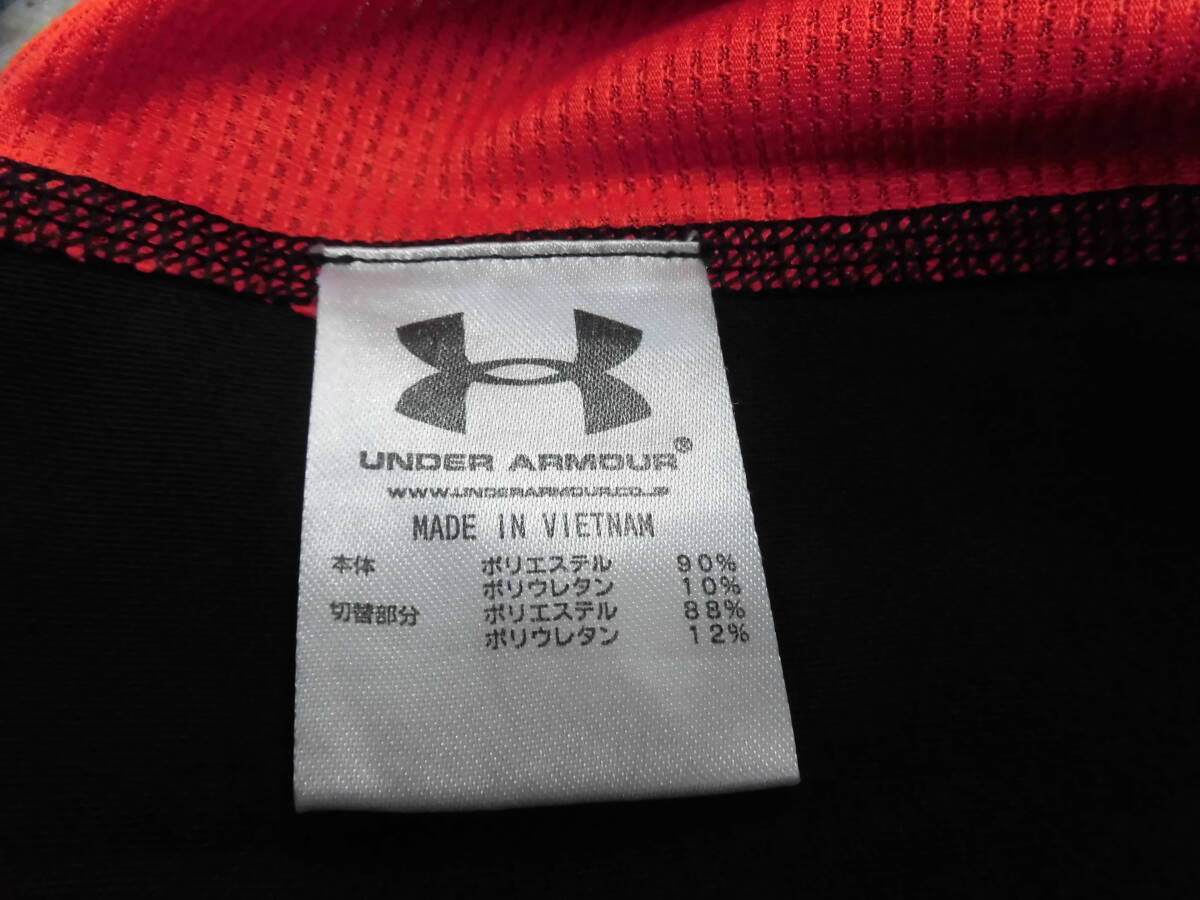 UNDER ARMOUR®
WWW.UNDERARMOUR.CO.JP
MADE IN VIETNAM
本体 ポリエステル 90%
ポリウレタン 10%
切替部分 ポリエステル 88%
ポリウレタン 12%